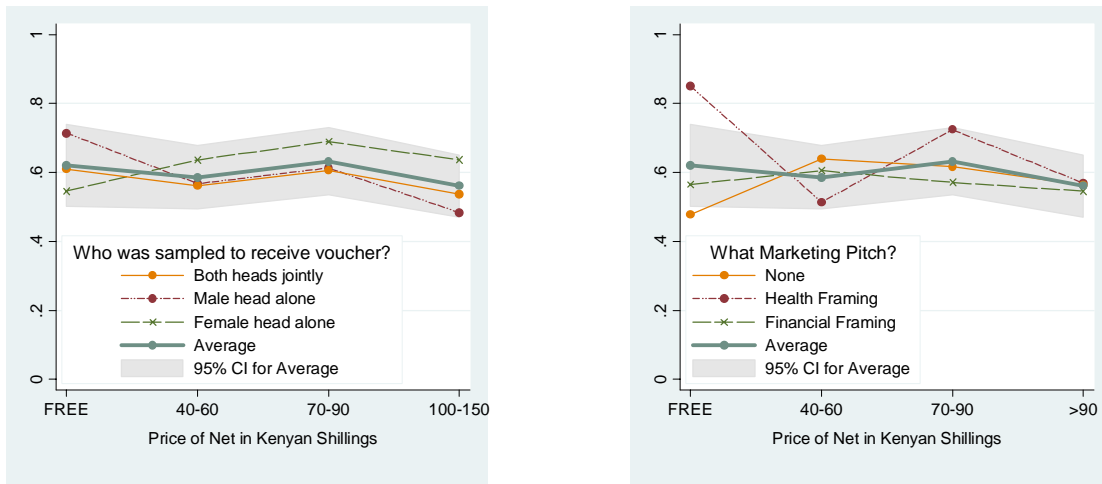 1
.8
.6
.4
.2
0
Who was sampled to receive voucher?
Both heads jointly
Male head alone
Female head alone
Average
95% CI for Average
FREE 40-60 70-90 100-150
Price of Net in Kenyan Shillings
1
.8
.6
.4
.2
0
What Marketing Pitch?
None
Health Framing
Financial Framing
Average
95% CI for Average
FREE 40-60 70-90 >90
Price of Net in Kenyan Shillings